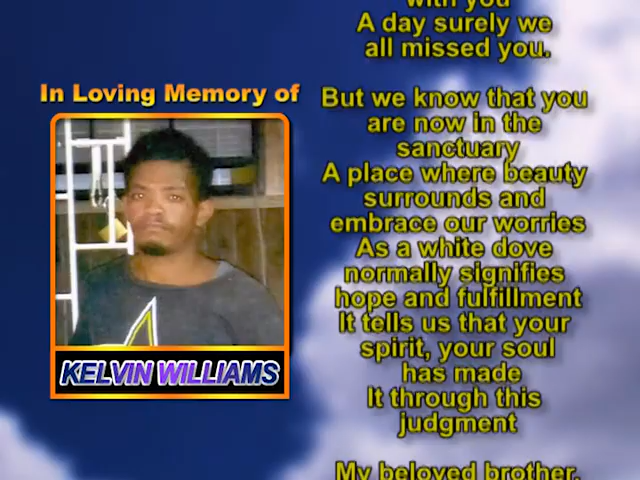 with you
A day surely we
all missed you.
In Loving Memory of
But we know that you
are now in the
sanctuary
A place where beauty
surrounds and
embrace our worries
As a white dove
normally signifies
hope and fulfillment
It tells us that your
spirit, your soul
has made
It through this
judgment
My beloved brother,
KELVIN WILLIAMS